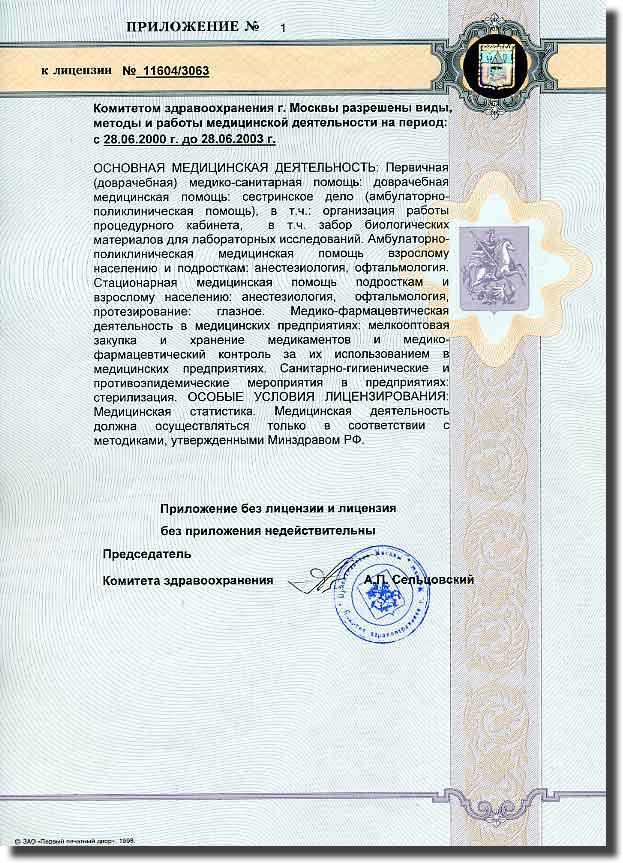 ПРИЛОЖЕНИЕ № 1
к лицензии № 11604/3063
Комитетом здравоохранения г. Москвы разрешены виды,
методы и работы медицинской деятельности на период:
с 28.06.2000 г. до 28.06.2003 г.
ОСНОВНАЯ МЕДИЦИНСКАЯ ДЕЯТЕЛЬНОСТЬ: Первичная
(доврачебная) медико-санитарная помощь: доврачебная
медицинская помощь: сестринское дело (амбулаторно-
поликлиническая помощь), в т.ч.: организация работы
процедурного кабинета, в т.ч. забор биологических
материалов для лабораторных исследований. Амбулаторно-
поликлиническая медицинская помощь взрослому
населению и подросткам: анестезиология, офтальмология.
Стационарная медицинская помощь подросткам и
взрослому населению: анестезиология, офтальмология,
протезирование: глазное. Медико-фармацевтическая
деятельность в медицинских предприятиях: мелкооптовая
закупка и хранение медикаментов и медико-
фармацевтический контроль за их использованием в
медицинских предприятиях. Санитарно-гигиенические и
противоэпидемические мероприятия в предприятиях:
стерилизация. ОСОБЫЕ УСЛОВИЯ ЛИЦЕНЗИРОВАНИЯ:
Медицинская статистика. Медицинская деятельность
должна осуществляться только в соответствии с
методиками, утвержденными Минздравом РФ.
Приложение без лицензии и лицензия
без приложения недействительны
Председатель
Комитета здравоохранения А.П. Сельцовский
© ЗАО «Первый печатный двор». 1998.